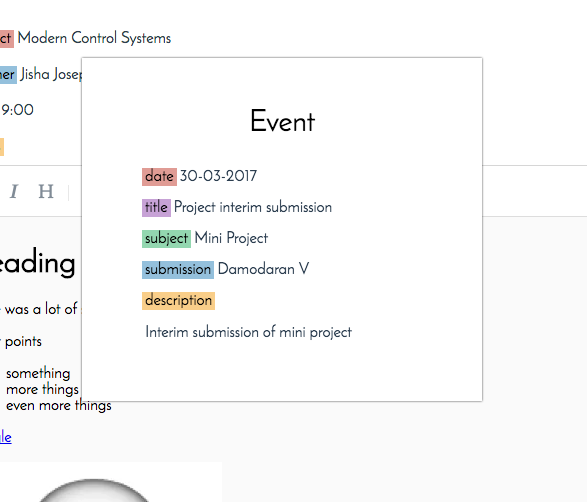 ct Modern Control Systems
ner Jisha Josep
9:00
Event
date 30-03-2017
title Project interim submission
subject Mini Project
submission Damodaran V
description
Interim submission of mini project
I H
eading
was a lot of
points
something
more things
even more things
le